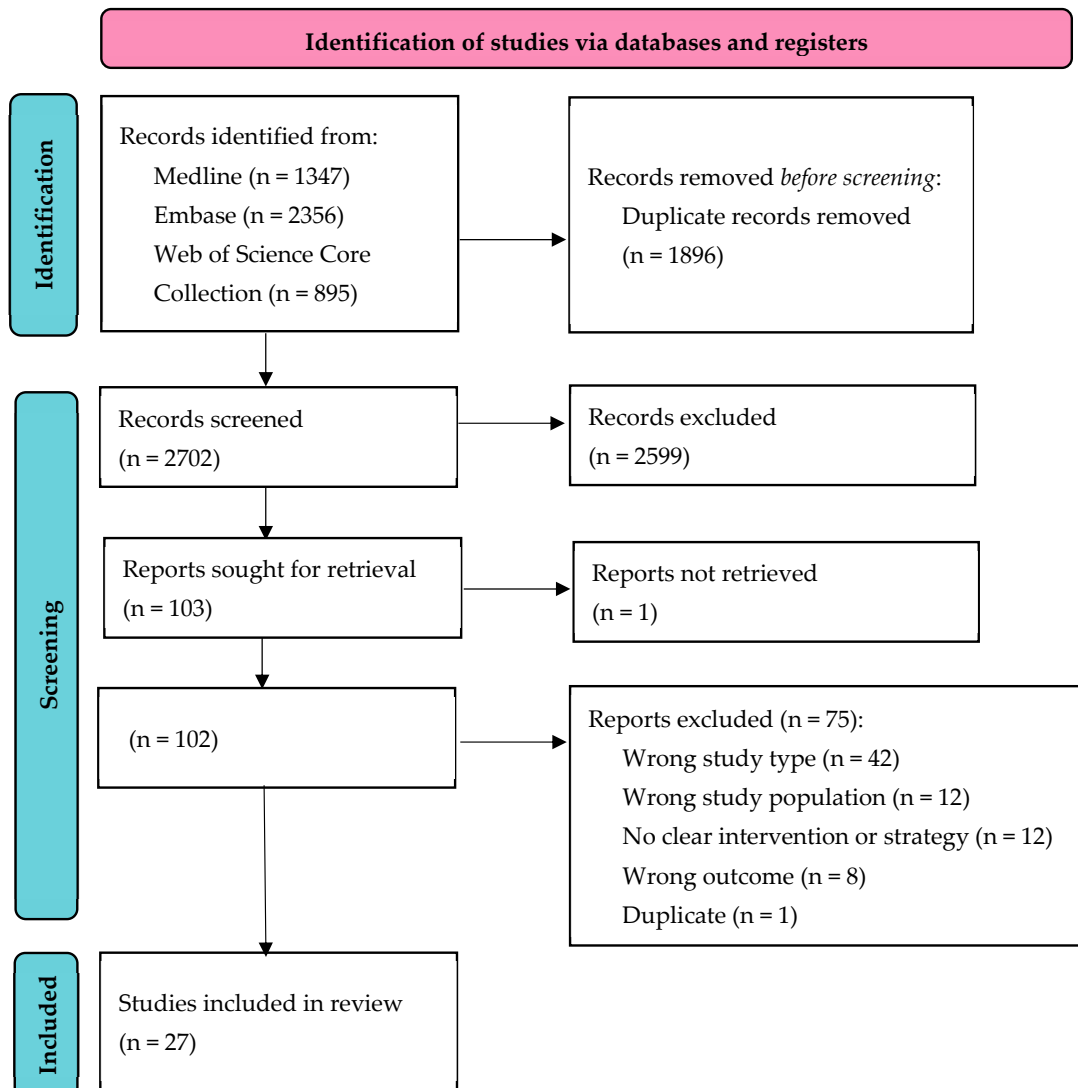 Identification of studies via databases and registers
Identification
Records identified from:
Medline (n = 1347)
Embase (n = 2356)
Web of Science Core
Collection (n = 895)
Records removed before screening:
Duplicate records removed
(n = 1896)
Screening
Records screened
(n = 2702)
Records excluded
(n = 2599)
Reports sought for retrieval
(n = 103)
Reports not retrieved
(n = 1)
(n = 102)
Reports excluded (n = 75):
Wrong study type (n = 42)
Wrong study population (n = 12)
No clear intervention or strategy (n = 12)
Wrong outcome (n = 8)
Duplicate (n = 1)
Included
Studies included in review
(n = 27)